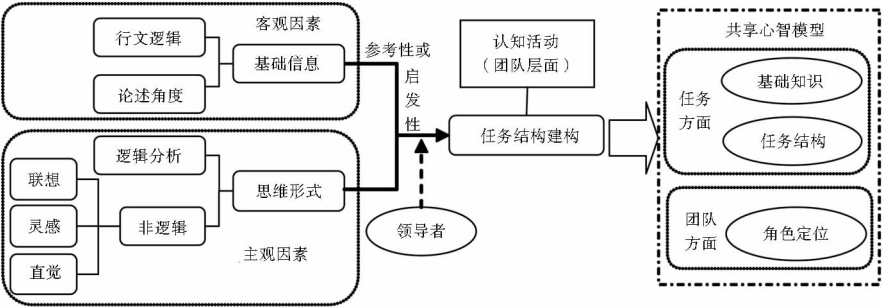 客观因素
行文逻辑
论述角度
基础信息
主观因素
逻辑分析
联想
灵感
直觉
非逻辑
思维形式
参考性或
启
发
性
领导者
认知活动
（团队层面）
任务结构建构
共享心智模型
任务
方面
基础知识
任务结构
团队
方面
角色定位